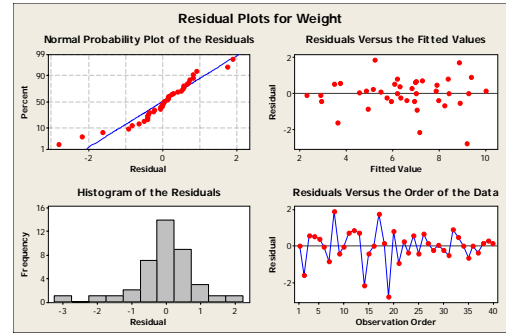 Residual Plots for Weight
Normal Probability Plot of the Residuals
99
90
50
10
1
Percent
-2 0 2
Residual
Residuals Versus the Fitted Values
2
0
-2
Residual
2 4 6 8 10
Fitted Value
Histogram of the Residuals
16
12
8
4
0
Frequency
-3 -2 -1 0 1 2
Residual
Residuals Versus the Order of the Data
2
0
-2
Residual
1 5 10 15 20 25 30 35 40
Observation Order